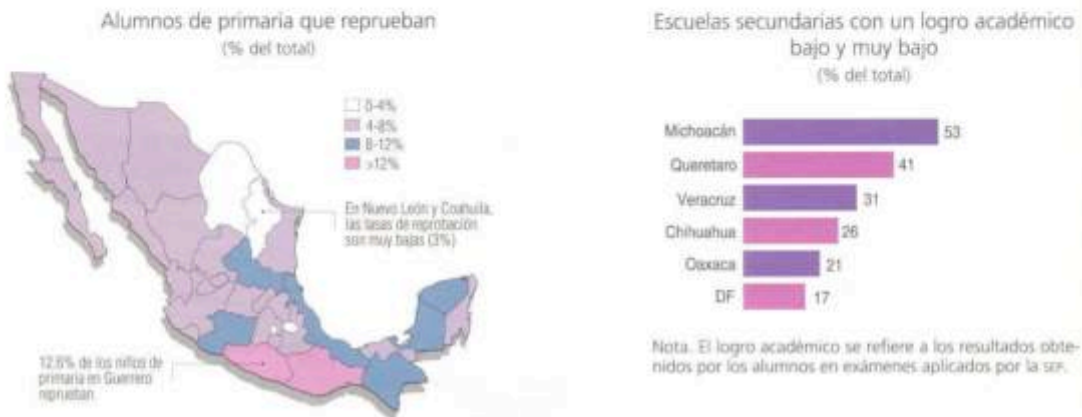 Alumnos de primaria que reprueban
(% del total)
0-4%
4-8%
8-12%
>12%
En Nuevo León y Coahuila,
las tasas de reprobación
son muy bajas (3%)
12.6% de los niños de
primaria en Guerrero
reprueban
Escuelas secundarias con un logro académico
bajo y muy bajo
(% del total)
Michoacán 53
Queretaro 41
Veracruz 31
Chihuahua 26
Oaxaca 21
DF 17
Nota. El logro académico se refiere a los resultados obte-
nidos por los alumnos en exámenes aplicados por la SEP.